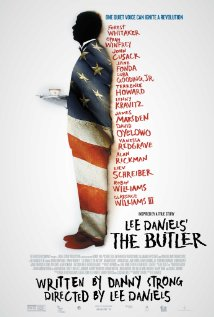 ONE QUIET VOICE CAN IGNITE A REVOLUTION
FOREST
WHITAKER
OPRAH
WINFREY
JOHN
CUSACK
JANE
FONDA
CUBA
GOODING, JR.
TERRENCE
HOWARD
LENNY
KRAVITZ
JAMES
MARSDEN
DAVID
OYELOWO
VANESSA
REDGRAVE
ALAN
RICKMAN
LIEV
SCHREIBER
ROBIN
WILLIAMS
CLARENCE
WILLIAMS III
INSPIRED BY A TRUE STORY
LEE DANIELS'
THE BUTLER
WRITTEN BY DANNY STRONG
DIRECTED BY LEE DANIELS